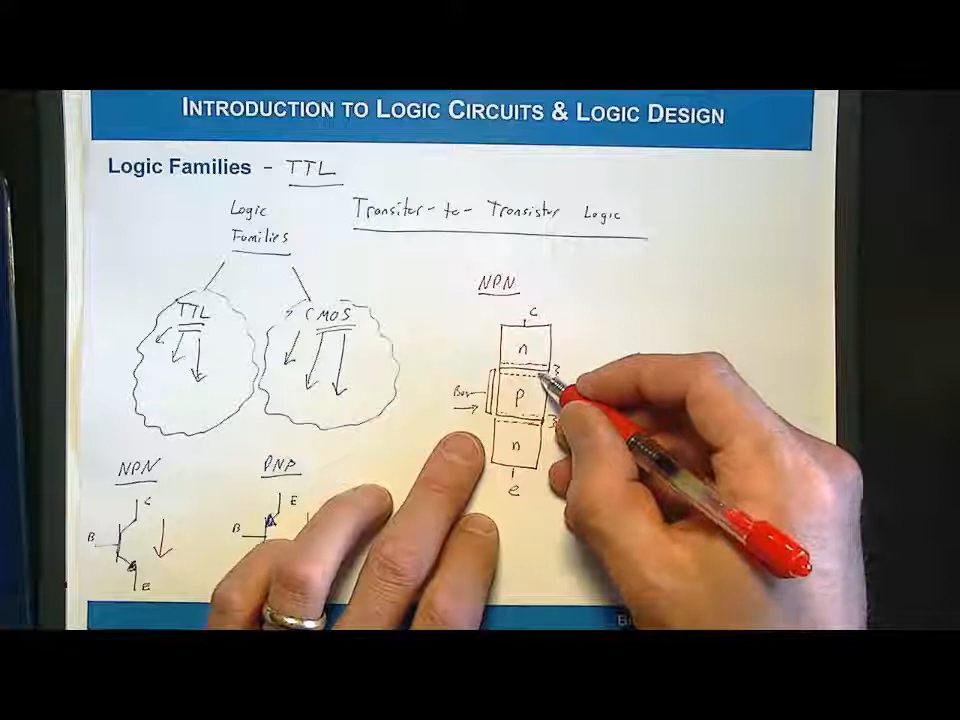 INTRODUCTION TO LOGIC CIRCUITS & LOGIC DESIGN
Logic Families - TTL
Logic
Families
Transiter-to-Transistor Logic
TTL
CMOS
NPN
C
n
P
n
e
NPN
C
B
E
PNP
E
B